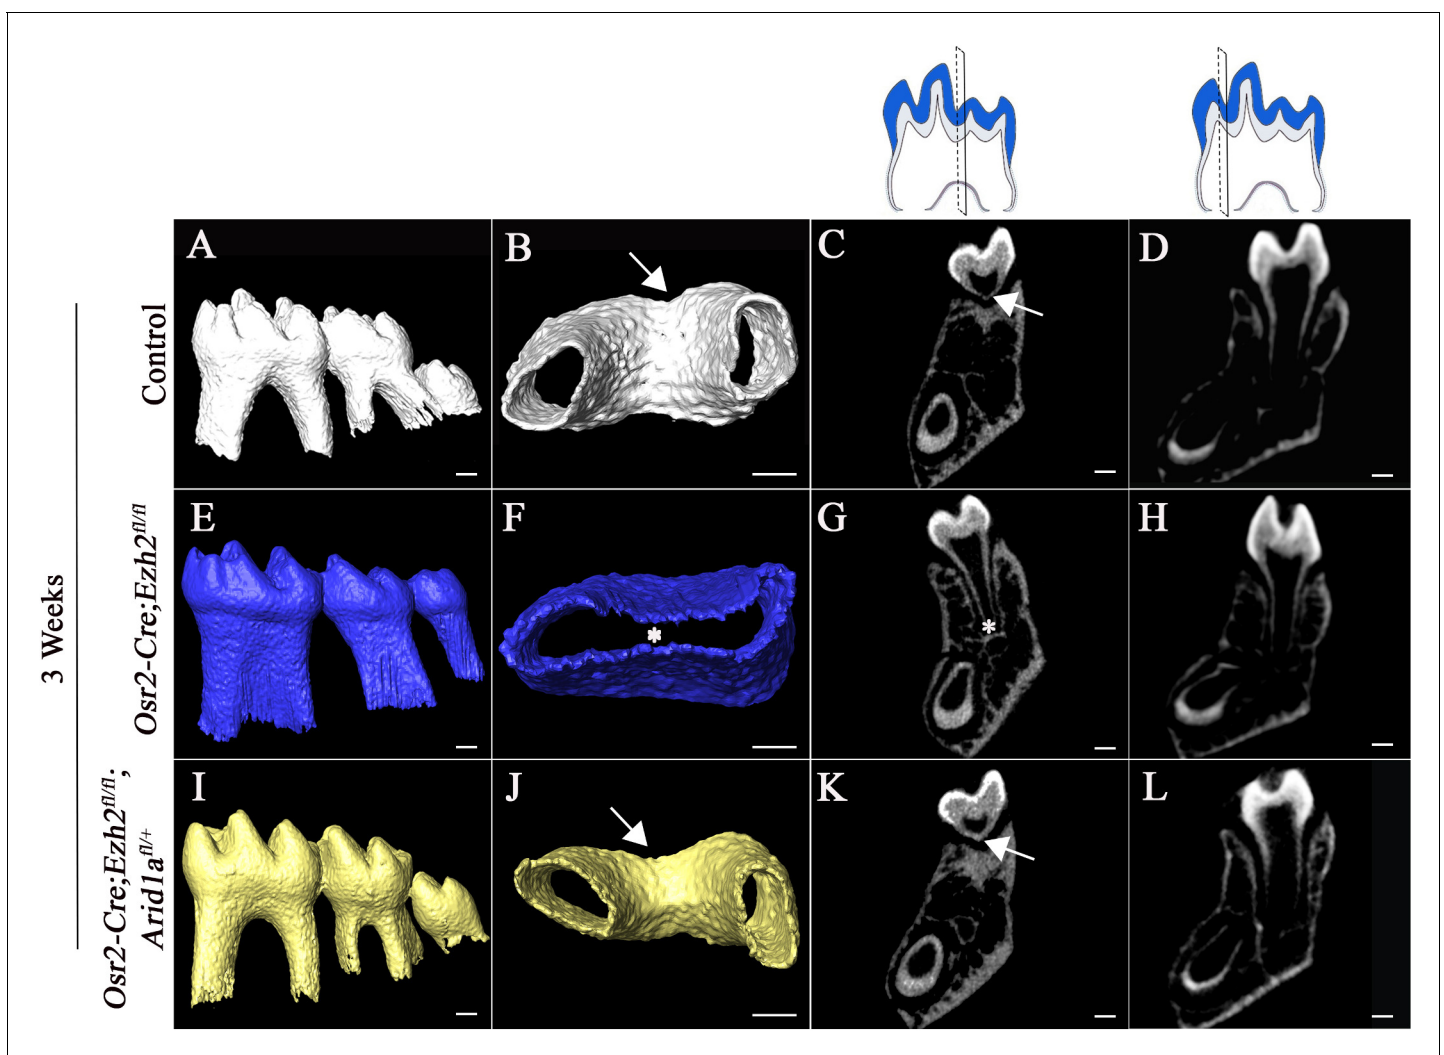 A
B
C
D
Control
E
F
*
G
*
H
Osr2-Cre;Ezh2fl/fl
3 Weeks
I
J
K
L
Osr2-Cre;Ezh2fl/fl;
Arid1afl/+